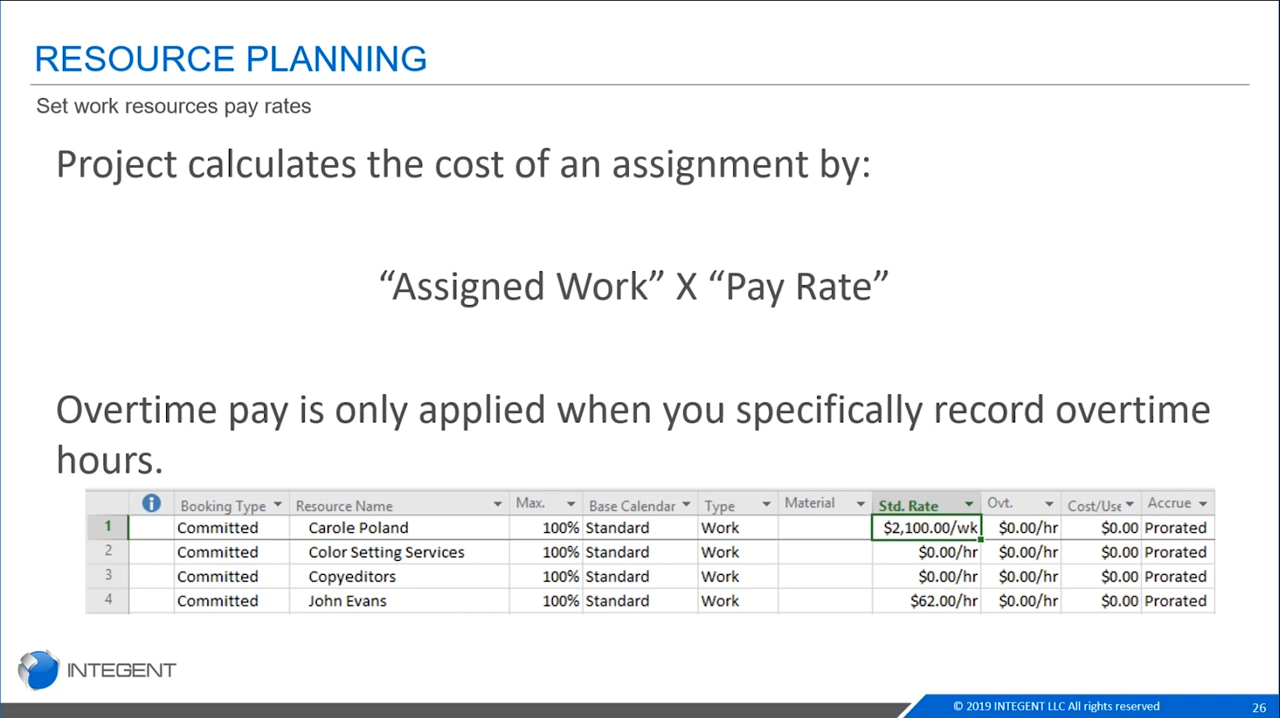 RESOURCE PLANNING
Set work resources pay rates
Project calculates the cost of an assignment by:
“Assigned Work” X “Pay Rate”
Overtime pay is only applied when you specifically record overtime
hours.
Booking Type Resource Name Max. Base Calendar Type Material Std. Rate Ovt. Cost/Use Accrue
1 Committed Carole Poland 100% Standard Work $2,100.00/wk $0.00/hr $0.00 Prorated
2 Committed Color Setting Services 100% Standard Work $0.00/hr $0.00/hr $0.00 Prorated
3 Committed Copyeditors 100% Standard Work $0.00/hr $0.00/hr $0.00 Prorated
4 Committed John Evans 100% Standard Work $62.00/hr $0.00/hr $0.00 Prorated
INTEGENT
© 2019 INTEGENT LLC All rights reserved 26